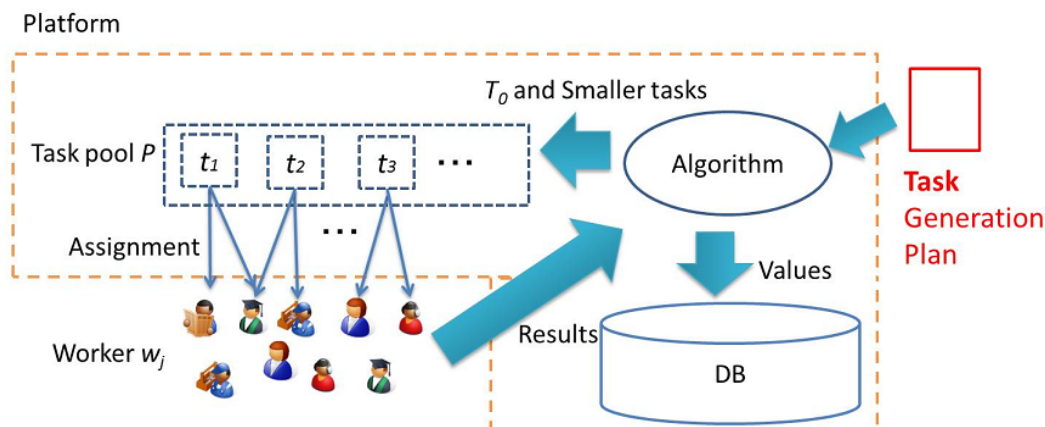 Platform
T0 and Smaller tasks
Task pool P
t1
t2
t3
...
Algorithm
Task
Generation
Plan
Assignment
...
Values
Worker wj
Results
DB